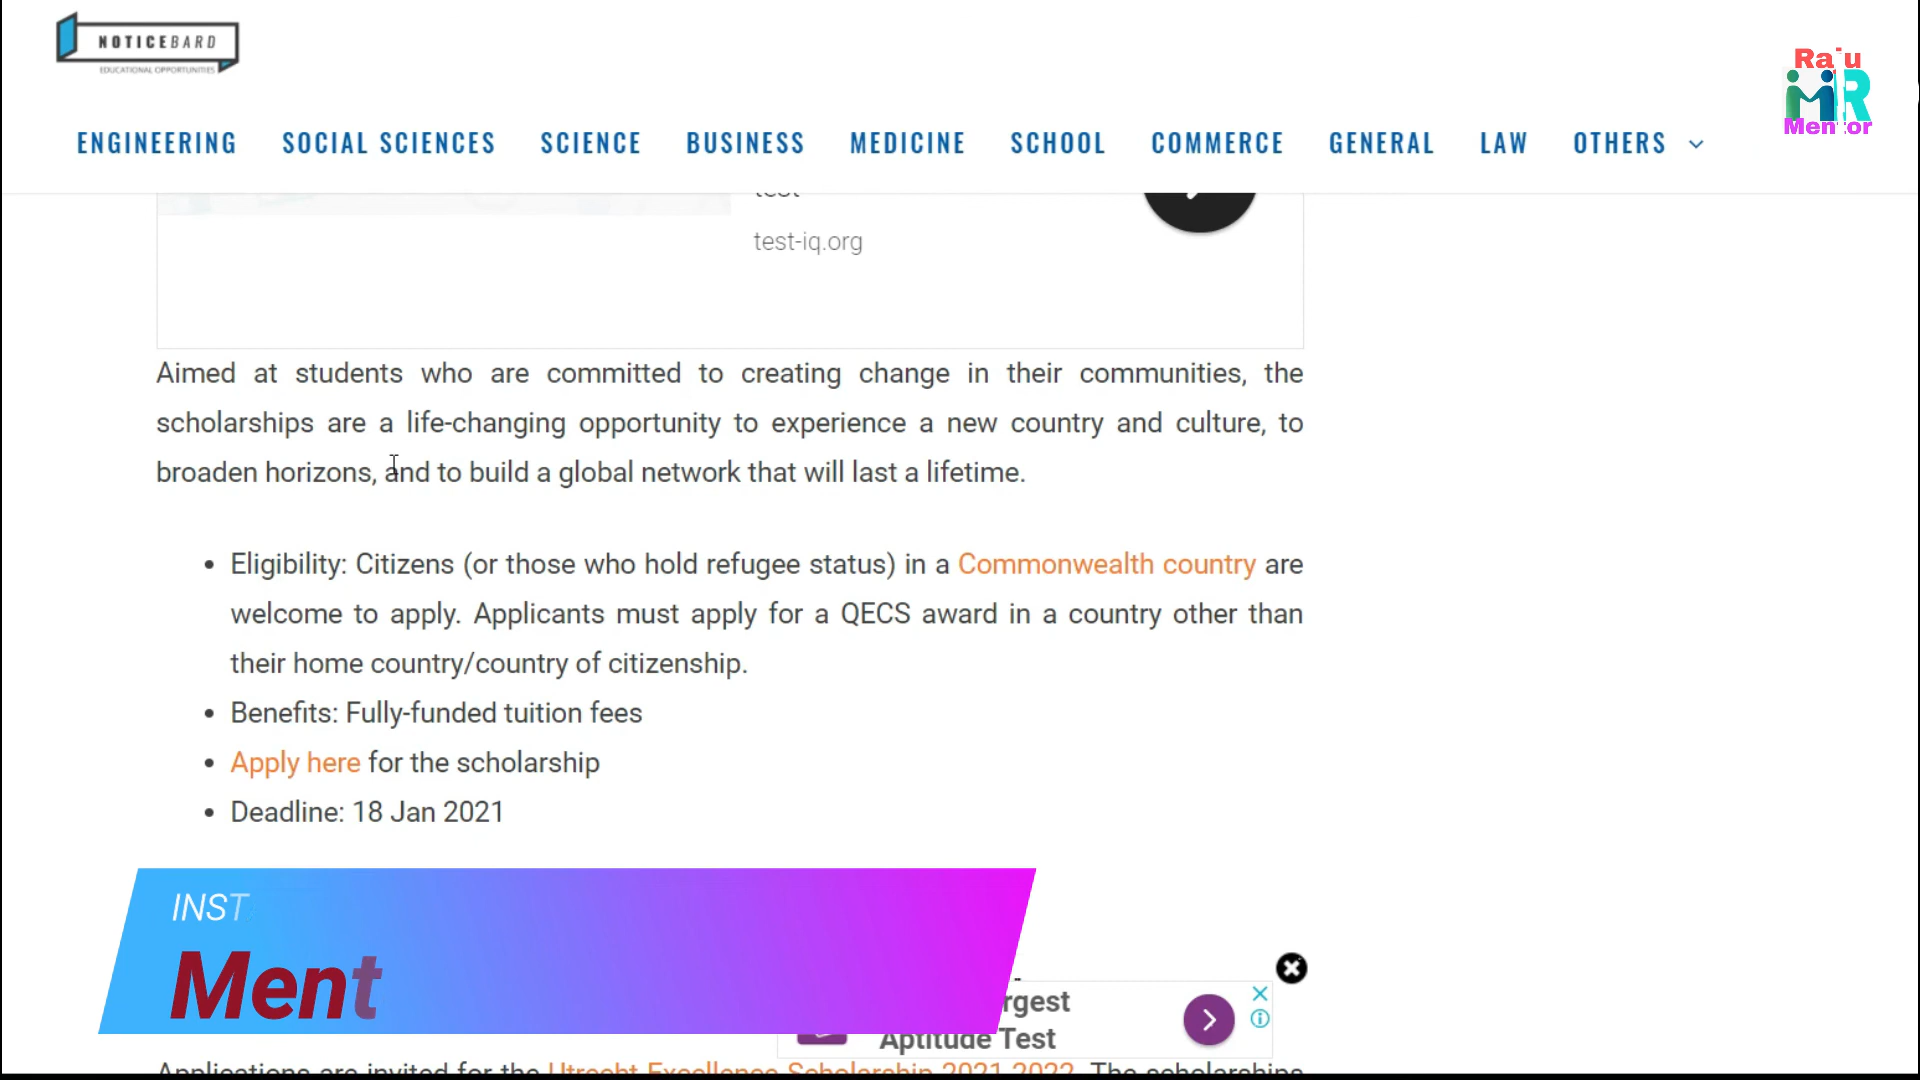 NOTICEBARD
EDUCATIONAL OPPORTUNITIES
Raju
MR
Mentor
ENGINEERING SOCIAL SCIENCES SCIENCE BUSINESS MEDICINE SCHOOL COMMERCE GENERAL LAW OTHERS
test
test-iq.org
Aimed at students who are committed to creating change in their communities, the
scholarships are a life-changing opportunity to experience a new country and culture, to
broaden horizons, and to build a global network that will last a lifetime.
• Eligibility: Citizens (or those who hold refugee status) in a Commonwealth country are
welcome to apply. Applicants must apply for a QECS award in a country other than
their home country/country of citizenship.
• Benefits: Fully-funded tuition fees
• Apply here for the scholarship
• Deadline: 18 Jan 2021
INST
Ment
rgest
Aptitude Test
Applications are invited for the Utrecht Excellence Scholarship 2021-2022. The scholarships